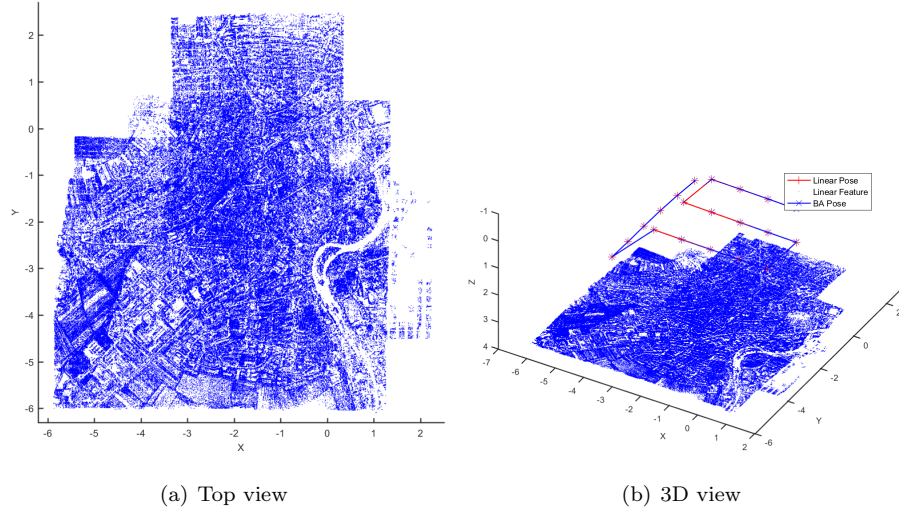 2
1
0
-1
-2
-3
-4
-5
-6
Y
-6 -5 -4 -3 -2 -1 0 1 2
X
Linear Pose
Linear Feature
BA Pose
-1
0
1
2
3
4
Z
-7 -6 -5 -4 -3 -2 -1 0 1 2
X
-6 -4 -2 0 2
Y
(a) Top view
(b) 3D view